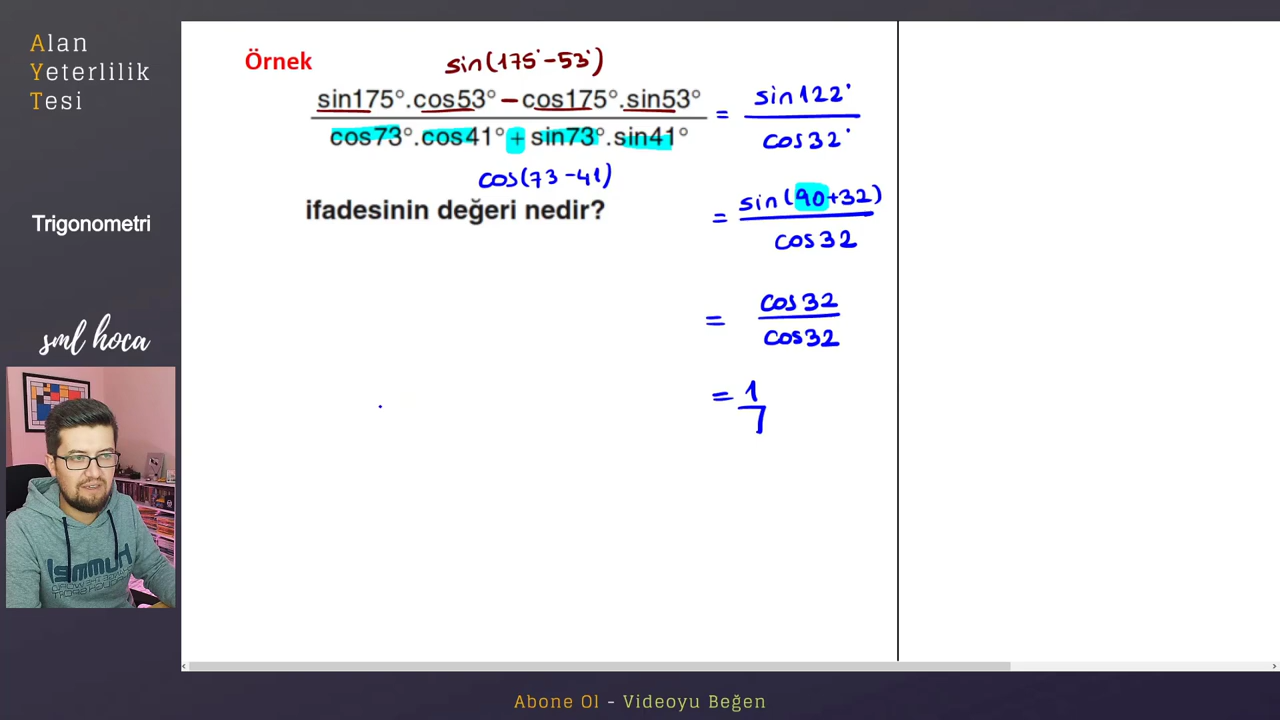 Alan
Yeterlilik
Tesi
Trigonometri
sml hoca
Örnek
sin(175°-53°)
sin175°.cos53° - cos175°.sin53°
cos73°.cos41° + sin73°.sin41°
cos(73-41)
ifadesinin değeri nedir?
= sin122°
cos32°
= sin(90+32)
cos32
= cos32
cos32
= 1
Abone Ol - Videoyu Beğen